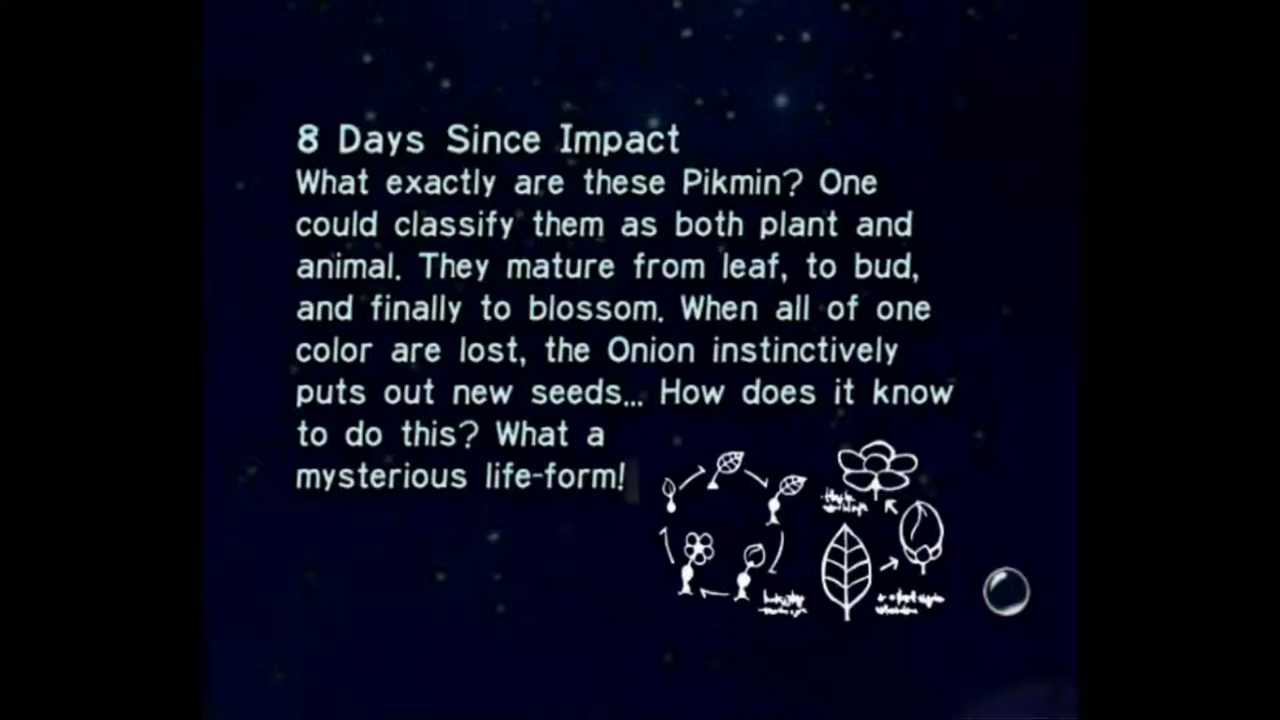 8 Days Since Impact
What exactly are these Pikmin? One
could classify them as both plant and
animal. They mature from leaf, to bud,
and finally to blossom. When all of one
color are lost, the Onion instinctively
puts out new seeds... How does it know
to do this? What a
mysterious life-form!